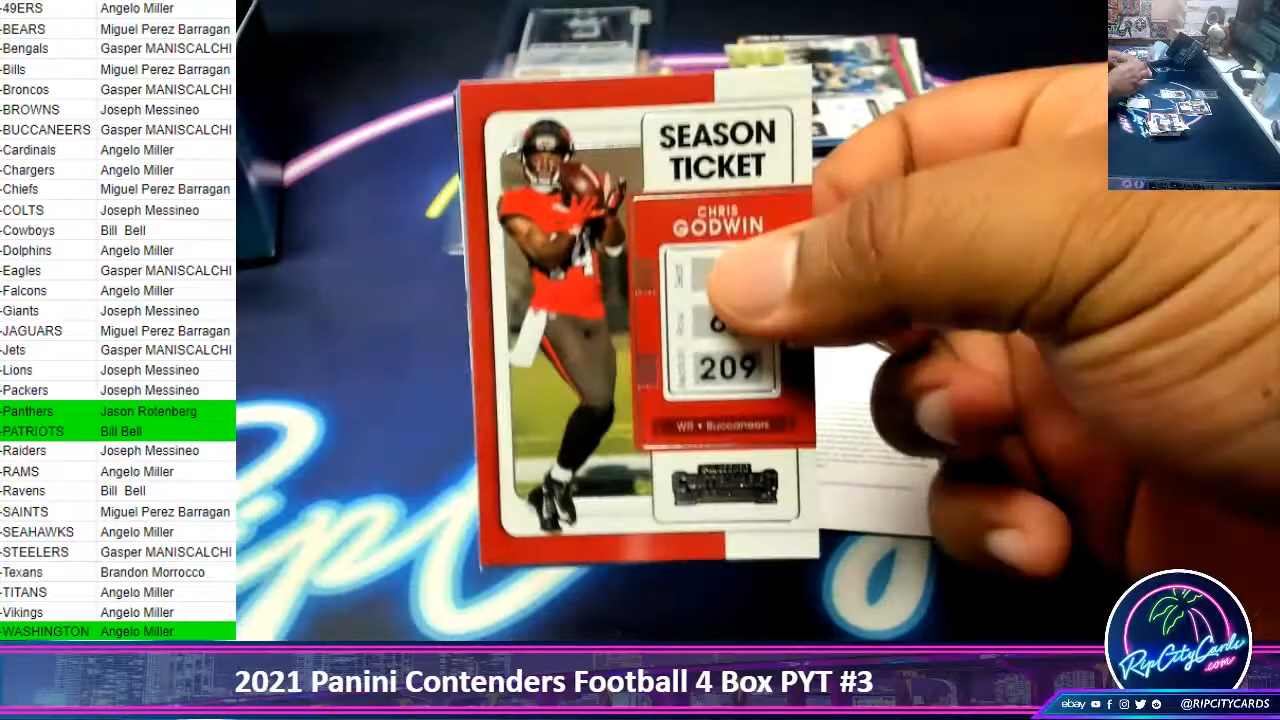 -49ERS Angelo Miller
-BEARS Miguel Perez Barragan
-Bengals Gasper MANISCALCHI
-Bills Miguel Perez Barragan
-Broncos Gasper MANISCALCHI
-BROWNS Joseph Messineo
-BUCCANEERS Gasper MANISCALCHI
-Cardinals Angelo Miller
-Chargers Angelo Miller
-Chiefs Miguel Perez Barragan
-COLTS Joseph Messineo
-Cowboys Bill Bell
-Dolphins Angelo Miller
-Eagles Gasper MANISCALCHI
-Falcons Angelo Miller
-Giants Joseph Messineo
-JAGUARS Miguel Perez Barragan
-Jets Gasper MANISCALCHI
-Lions Joseph Messineo
-Packers Joseph Messineo
-Panthers Jason Rotenberg
-PATRIOTS Bill Bell
-Raiders Joseph Messineo
-RAMS Angelo Miller
-Ravens Bill Bell
-SAINTS Miguel Perez Barragan
-SEAHAWKS Angelo Miller
-STEELERS Gasper MANISCALCHI
-Texans Brandon Morrocco
-TITANS Angelo Miller
-Vikings Angelo Miller
-WASHINGTON Angelo Miller
SEASON
TICKET
CHRIS
GODWIN
209
WR • Buccaneers
RipCityCards
.com
2021 Panini Contenders Football 4 Box PYT #3
ebay @RIPCITYCARDS